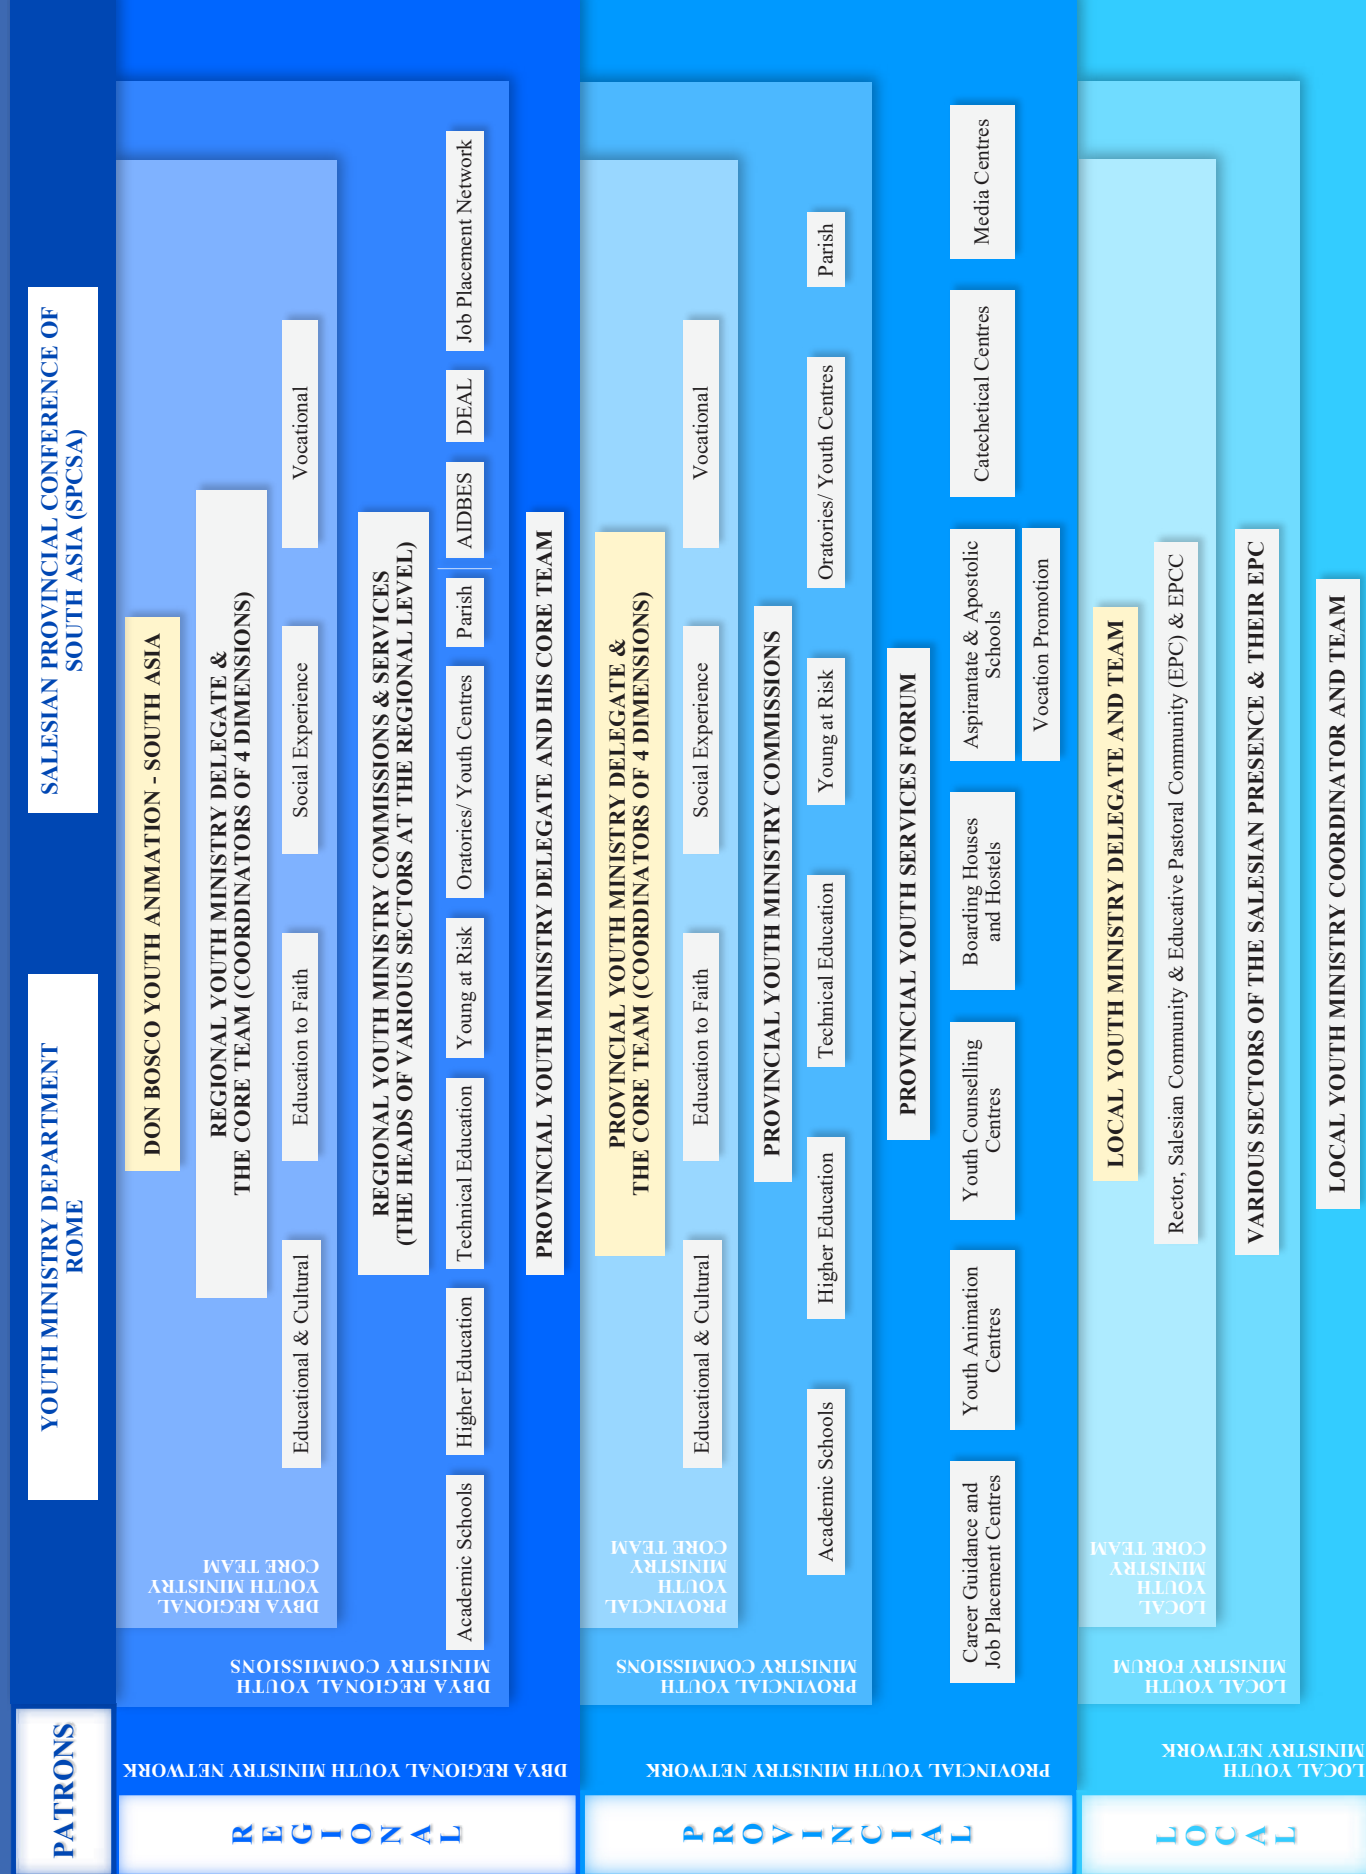 PATRONS
YOUTH MINISTRY DEPARTMENT
ROME
SALESIAN PROVINCIAL CONFERENCE OF
SOUTH ASIA (SPCSA)
REGIONAL
DBYA REGIONAL YOUTH MINISTRY NETWORK
DBYA REGIONAL YOUTH
MINISTRY COMMISSIONS
DBYA REGIONAL
YOUTH MINISTRY
CORE TEAM
DON BOSCO YOUTH ANIMATION - SOUTH ASIA
REGIONAL YOUTH MINISTRY DELEGATE &
THE CORE TEAM (COORDINATORS OF 4 DIMENSIONS)
Educational & Cultural
Education to Faith
Social Experience
Vocational
REGIONAL YOUTH MINISTRY COMMISSIONS & SERVICES
(THE HEADS OF VARIOUS SECTORS AT THE REGIONAL LEVEL)
Academic Schools
Higher Education
Technical Education
Young at Risk
Oratories/ Youth Centres
Parish
AIDBES
DEAL
Job Placement Network
PROVINCIAL YOUTH MINISTRY DELEGATE AND HIS CORE TEAM
PROVINCIAL
PROVINCIAL YOUTH MINISTRY NETWORK
PROVINCIAL YOUTH
MINISTRY COMMISSIONS
PROVINCIAL
YOUTH
MINISTRY
CORE TEAM
PROVINCIAL YOUTH MINISTRY DELEGATE &
THE CORE TEAM (COORDINATORS OF 4 DIMENSIONS)
Educational & Cultural
Education to Faith
Social Experience
Vocational
PROVINCIAL YOUTH MINISTRY COMMISSIONS
Academic Schools
Higher Education
Technical Education
Young at Risk
Oratories/ Youth Centres
Parish
PROVINCIAL YOUTH SERVICES FORUM
Career Guidance and
Job Placement Centres
Youth Animation
Centres
Youth Counselling
Centres
Boarding Houses
and Hostels
Aspirantate & Apostolic
Schools
Vocation Promotion
Catechetical Centres
Media Centres
LOCAL
LOCAL YOUTH
MINISTRY NETWORK
LOCAL YOUTH
MINISTRY FORUM
LOCAL
YOUTH
MINISTRY
CORE TEAM
LOCAL YOUTH MINISTRY DELEGATE AND TEAM
Rector, Salesian Community & Educative Pastoral Community (EPC) & EPCC
VARIOUS SECTORS OF THE SALESIAN PRESENCE & THEIR EPC
LOCAL YOUTH MINISTRY COORDINATOR AND TEAM